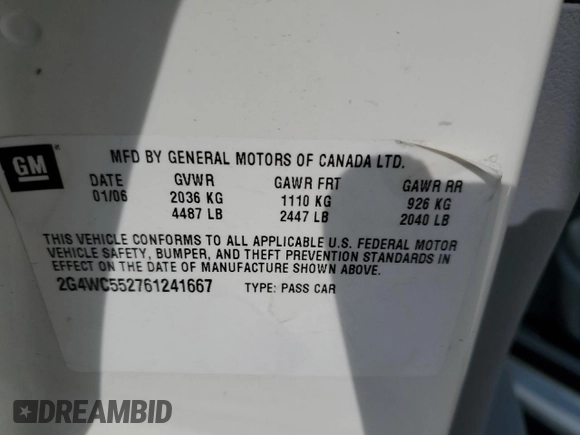 GM
MFD BY GENERAL MOTORS OF CANADA LTD.
DATE GVWR GAWR FRT GAWR RR
01/06 2036 KG 1110 KG 926 KG
4487 LB 2447 LB 2040 LB
THIS VEHICLE CONFORMS TO ALL APPLICABLE U.S. FEDERAL MOTOR
VEHICLE SAFETY, BUMPER, AND THEFT PREVENTION STANDARDS IN
EFFECT ON THE DATE OF MANUFACTURE SHOWN ABOVE.
2G4WC552761241667 TYPE: PASS CAR
DREAMBID